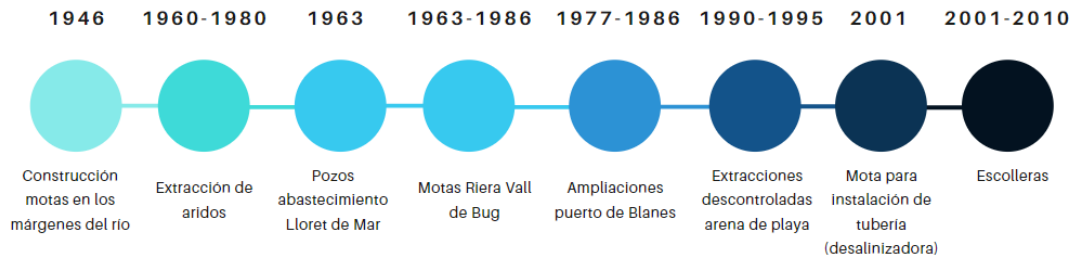 1946
1960-1980
1963
1963-1986
1977-1986
1990-1995
2001
2001-2010
Construcción
motas en los
márgenes del río
Extracción de
aridos
Pozos
abastecimiento
Lloret de Mar
Motas Riera Vall
de Bug
Ampliaciones
puerto de Blanes
Extracciones
descontroladas
arena de playa
Mota para
instalación de
tubería
(desalinizadora)
Escolleras